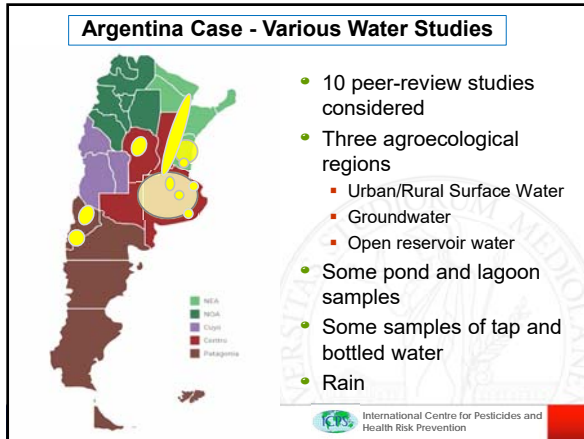 Argentina Case - Various Water Studies
10 peer-review studies
considered
Three agroecological
regions
Urban/Rural Surface Water
Groundwater
Open reservoir water
Some pond and lagoon
samples
Some samples of tap and
bottled water
Rain
NEA
NOA
Cuyo
Centro
Patagonia
ICPS
International Centre for Pesticides and
Health Risk Prevention